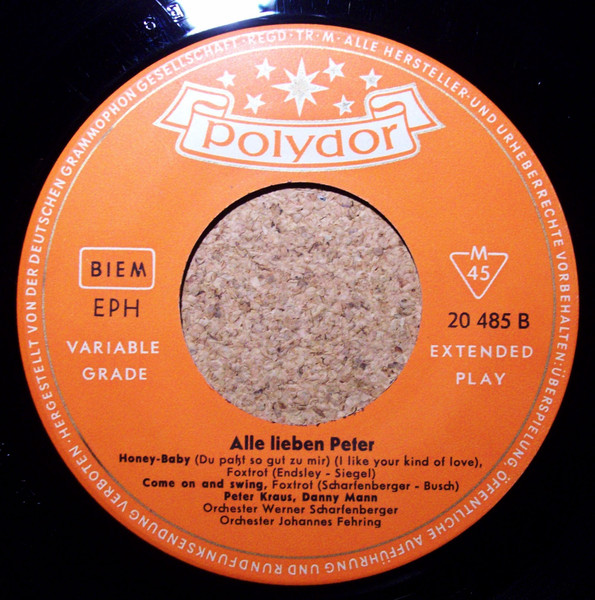 HERGESTELLT VON DER DEUTSCHEN GRAMMOPHON GESELLSCHAFT · REGD · TR · M · ALLE HERSTELLER- UND URHEBERRECHTE VORBEHALTEN: ÜBERSPIELUNG ÖFFENTLICHE AUFFÜHRUNG UND RUNDFUNKSENDUNG VERBOTEN ·
polydor
BIEM
EPH
VARIABLE
GRADE
M
45
20 485 B
EXTENDED
PLAY
Alle lieben Peter
Honey-Baby (Du paßt so gut zu mir) (I like your kind of love),
Foxtrot (Endsley - Siegel)
Come on and swing, Foxtrot (Scharfenberger - Busch)
Peter Kraus, Danny Mann
Orchester Werner Scharfenberger
Orchester Johannes Fehring